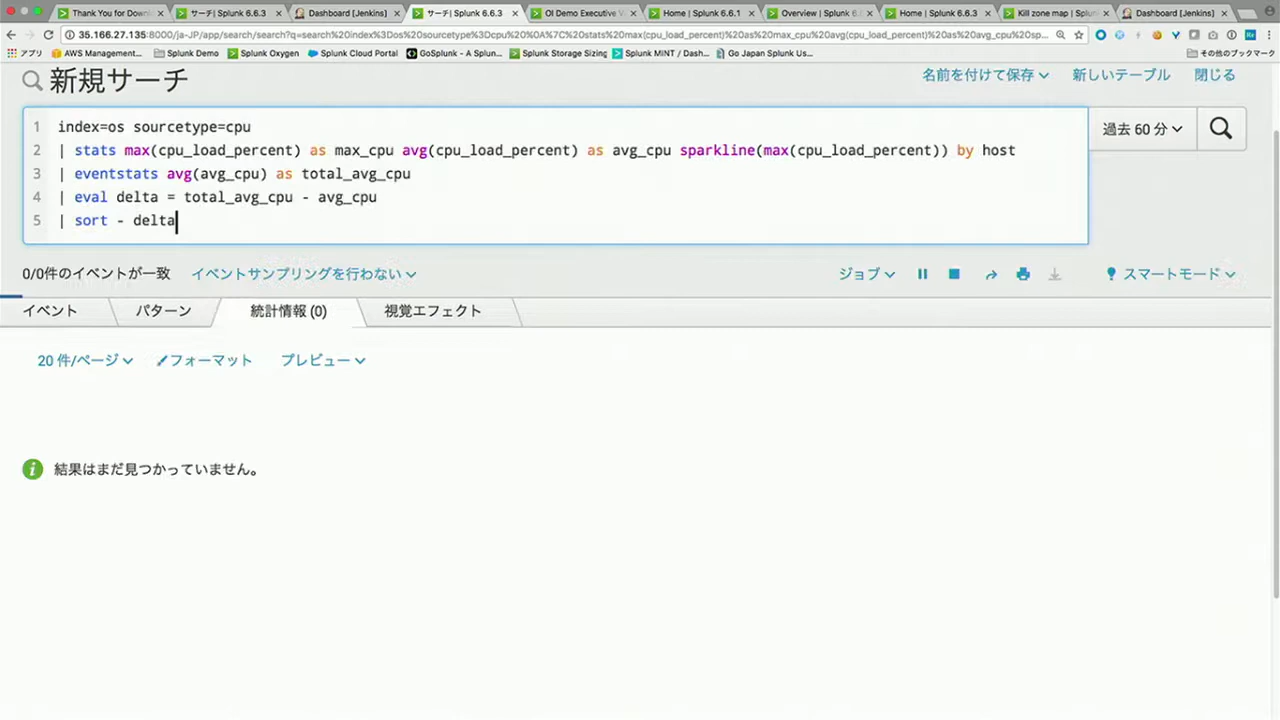 Thank You for Downl
サーチ| Splunk 6.6.3
Dashboard [Jenkins]
サーチ| Splunk 6.6.3
OI Demo Executive V
Home | Splunk 6.6.1
Overview | Splunk 6.
Home | Splunk 6.6.3
Kill zone map | Splun
Dashboard [Jenkins]
35.166.27.135:8000/ja-JP/app/search/search?q=search%20index%3Dos%20sourcetype%3Dcpu%20%0A%7C%20stats%20max(cpu_load_percent)%20as%20max_cpu%20avg(cpu_load_percent)%20as%20avg_cpu%20sp...
アプリ
AWS Management...
Splunk Demo
Splunk Oxygen
Splunk Cloud Portal
GoSplunk - A Splun...
Splunk Storage Sizing
Splunk MINT / Dash...
Go Japan Splunk Us...
その他のブックマーク
新規サーチ
名前を付けて保存
新しいテーブル
閉じる
1 index=os sourcetype=cpu
2 | stats max(cpu_load_percent) as max_cpu avg(cpu_load_percent) as avg_cpu sparkline(max(cpu_load_percent)) by host
3 | eventstats avg(avg_cpu) as total_avg_cpu
4 | eval delta = total_avg_cpu - avg_cpu
5 | sort - delta
過去 60 分
0/0件のイベントが一致
イベントサンプリングを行わない
ジョブ
スマートモード
イベント
パターン
統計情報 (0)
視覚エフェクト
20 件/ページ
フォーマット
プレビュー
結果はまだ見つかっていません。